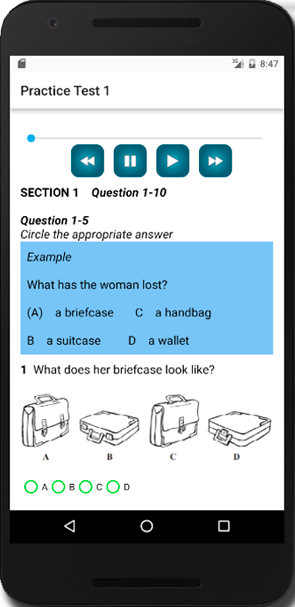 3G 8:47
Practice Test 1
SECTION 1 Question 1-10
Question 1-5
Circle the appropriate answer
Example
What has the woman lost?
(A) a briefcase C a handbag
B a suitcase D a wallet
1 What does her briefcase look like?
A B C D
A B C D